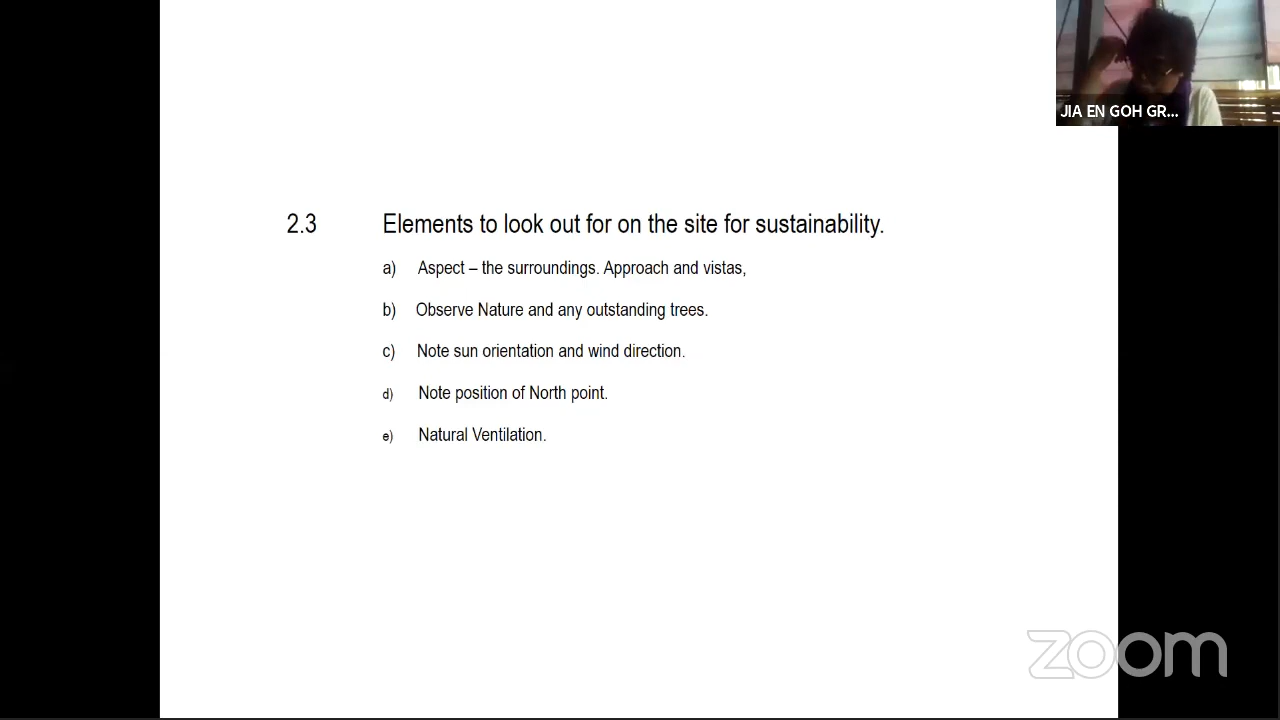 JIA EN GOH GR...
2.3 Elements to look out for on the site for sustainability.
a) Aspect – the surroundings. Approach and vistas,
b) Observe Nature and any outstanding trees.
c) Note sun orientation and wind direction.
d) Note position of North point.
e) Natural Ventilation.
zoom